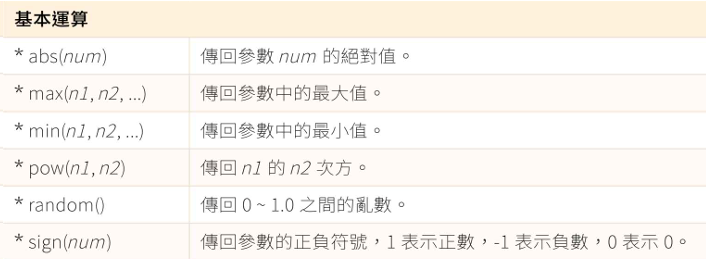 基本運算
* abs(num) 傳回參數 num 的絕對值。
* max(n1, n2, ...) 傳回參數中的最大值。
* min(n1, n2, ...) 傳回參數中的最小值。
* pow(n1, n2) 傳回 n1 的 n2 次方。
* random() 傳回 0 ~ 1.0 之間的亂數。
* sign(num) 傳回參數的正負符號，1 表示正數，-1 表示負數，0 表示 0。